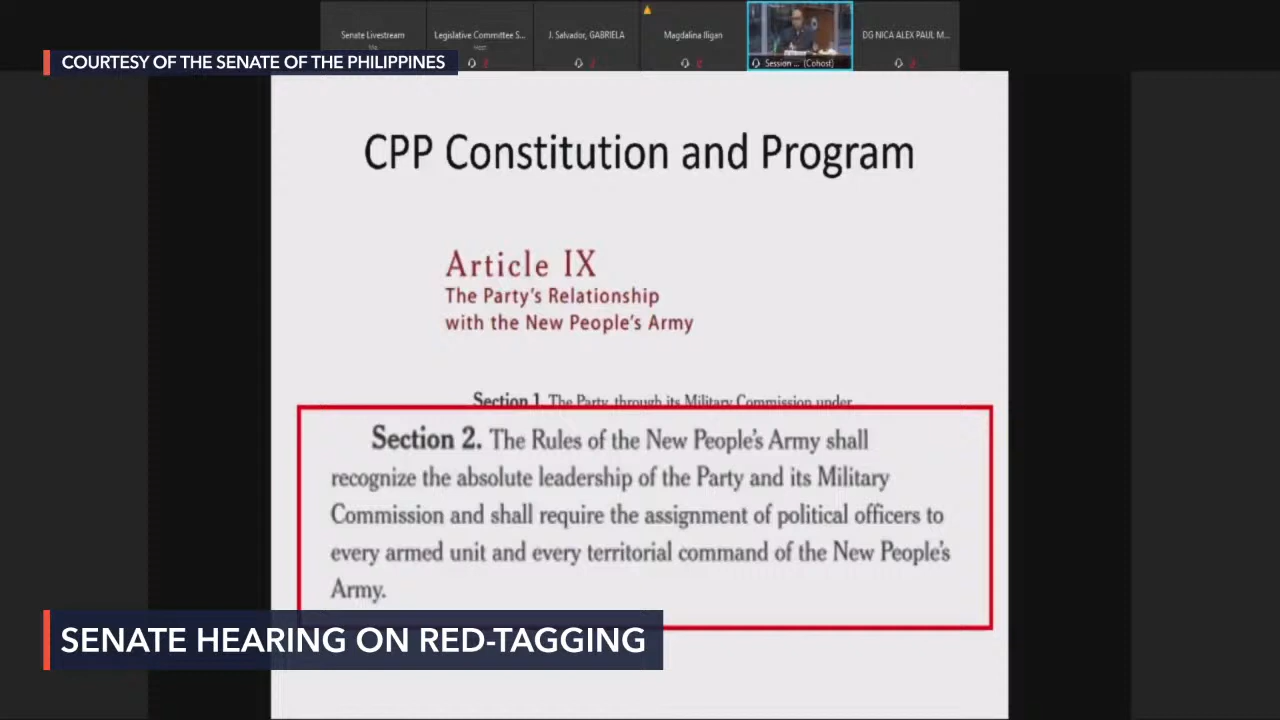 Senate Livestream
Me
Legislative Committee S...
Host
J. Salvador, GABRIELA
Magdalina Iligan
Session ... (Cohost)
DG NICA ALEX PAUL M...
COURTESY OF THE SENATE OF THE PHILIPPINES
CPP Constitution and Program
Article IX
The Party's Relationship
with the New People's Army
Section 1. The Party, through its Military Commission under
Section 2. The Rules of the New People's Army shall
recognize the absolute leadership of the Party and its Military
Commission and shall require the assignment of political officers to
every armed unit and every territorial command of the New People's
Army.
SENATE HEARING ON RED-TAGGING